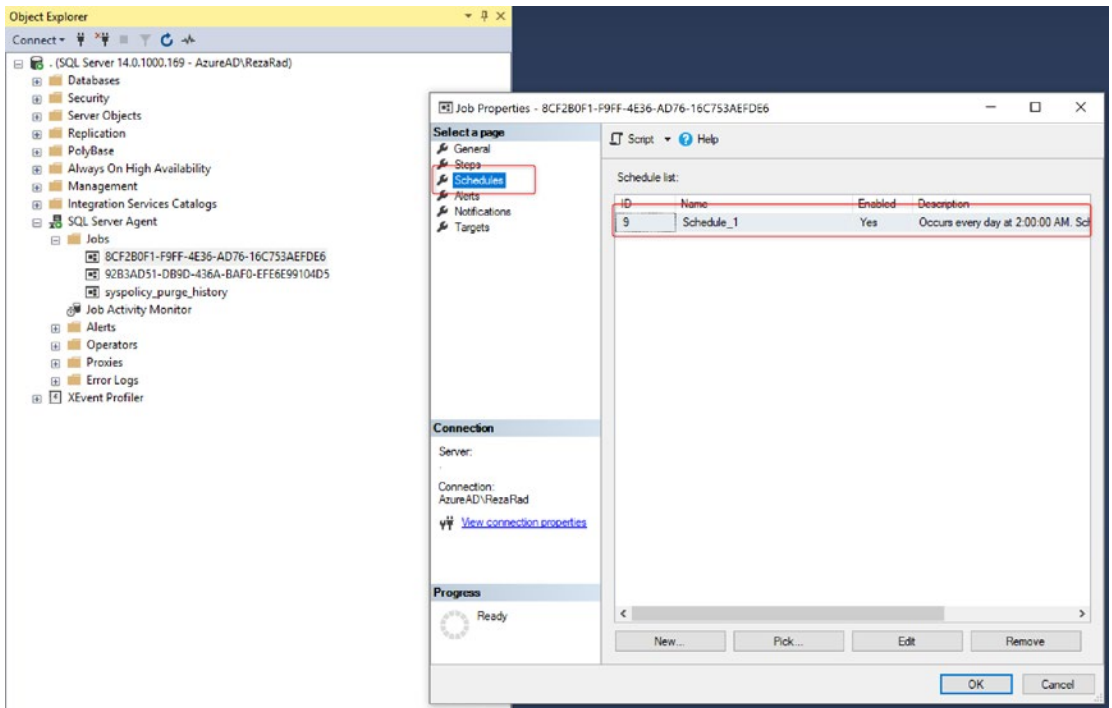 Object Explorer
Connect
. (SQL Server 14.0.1000.169 - AzureAD\RezaRad)
Databases
Security
Server Objects
Replication
PolyBase
Always On High Availability
Management
Integration Services Catalogs
SQL Server Agent
Jobs
8CF2B0F1-F9FF-4E36-AD76-16C753AEFDE6
92B3AD51-DB9D-436A-BAF0-EFE6E99104D5
syspolicy_purge_history
Job Activity Monitor
Alerts
Operators
Proxies
Error Logs
XEvent Profiler
Job Properties - 8CF2B0F1-F9FF-4E36-AD76-16C753AEFDE6
Select a page
General
Steps
Schedules
Alerts
Notifications
Targets
Connection
Server:
.
Connection:
AzureAD\RezaRad
View connection properties
Progress
Ready
Script Help
Schedule list:
ID Name Enabled Description
9 Schedule_1 Yes Occurs every day at 2:00:00 AM. Sch
New... Pick... Edit Remove
OK Cancel